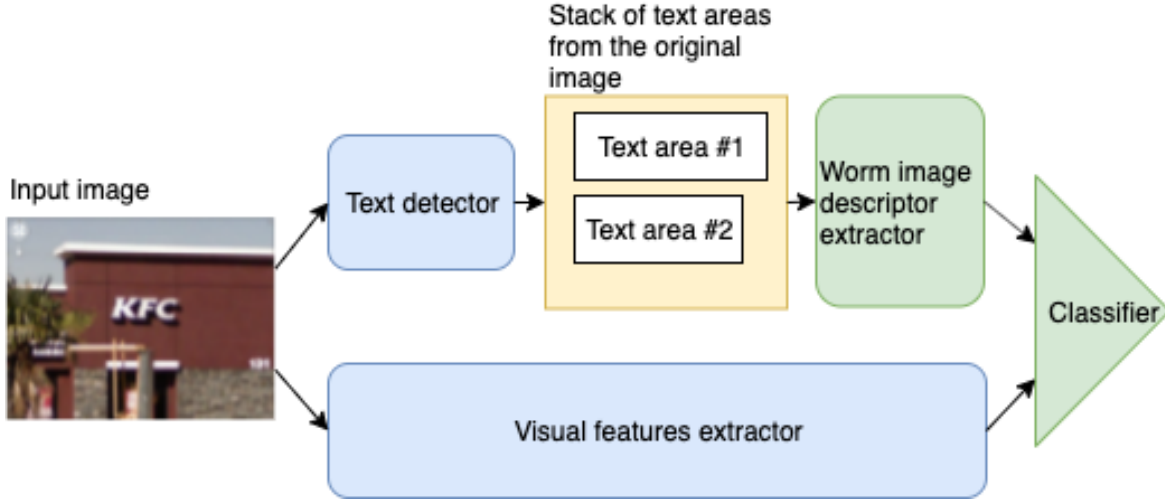 Stack of text areas
from the original
image
Text area #1
Text area #2
Input image
KFC
131
Text detector
Worm image
descriptor
extractor
Classifier
Visual features extractor